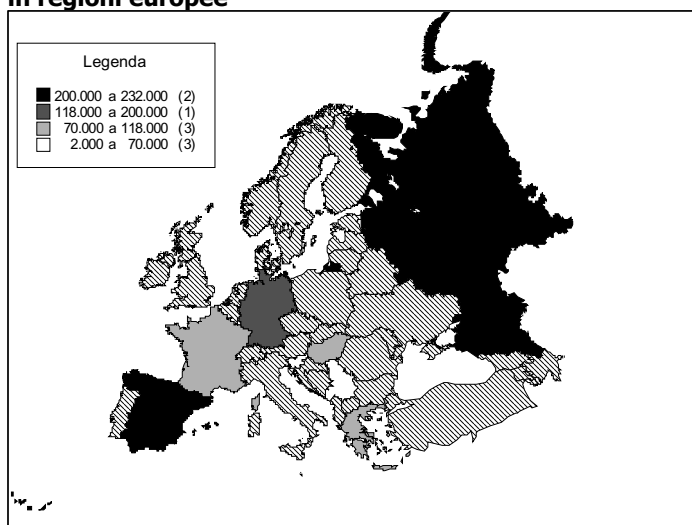 in regioni europee
Legenda
200.000 a 232.000 (2)
118.000 a 200.000 (1)
70.000 a 118.000 (3)
2.000 a 70.000 (3)